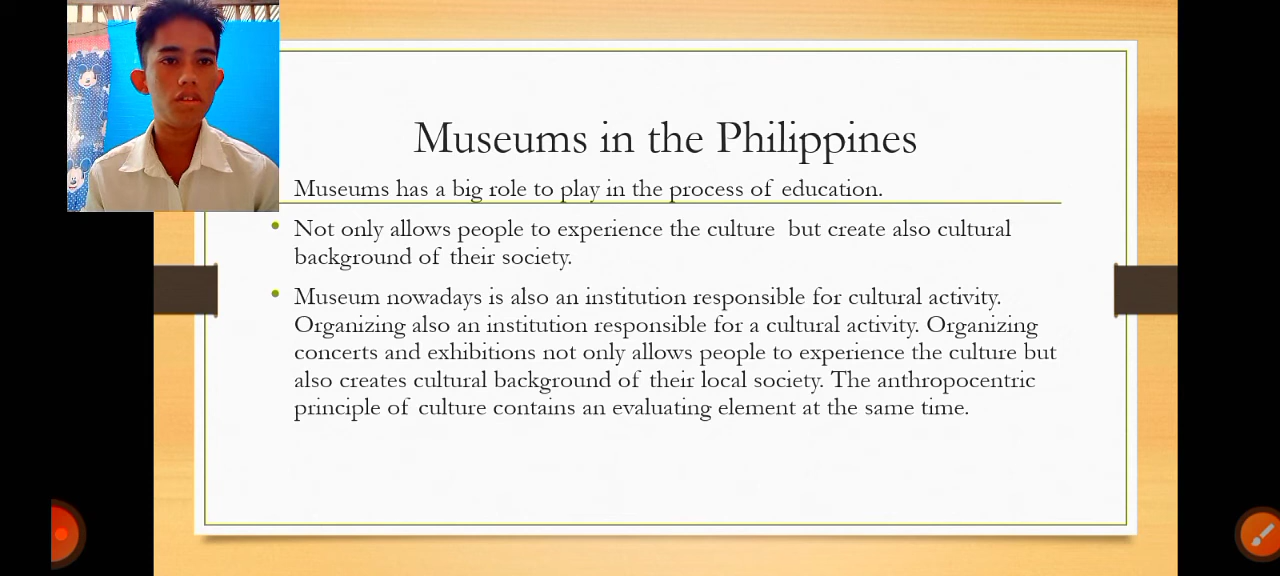 Museums in the Philippines
Museums has a big role to play in the process of education.
Not only allows people to experience the culture but create also cultural
background of their society.
Museum nowadays is also an institution responsible for cultural activity.
Organizing also an institution responsible for a cultural activity. Organizing
concerts and exhibitions not only allows people to experience the culture but
also creates cultural background of their local society. The anthropocentric
principle of culture contains an evaluating element at the same time.